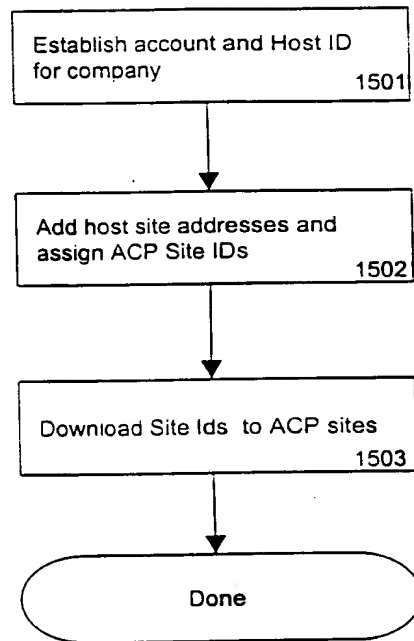 Establish account and Host ID
for company
1501
Add host site addresses and
assign ACP Site IDs
1502
Download Site Ids to ACP sites
1503
Done